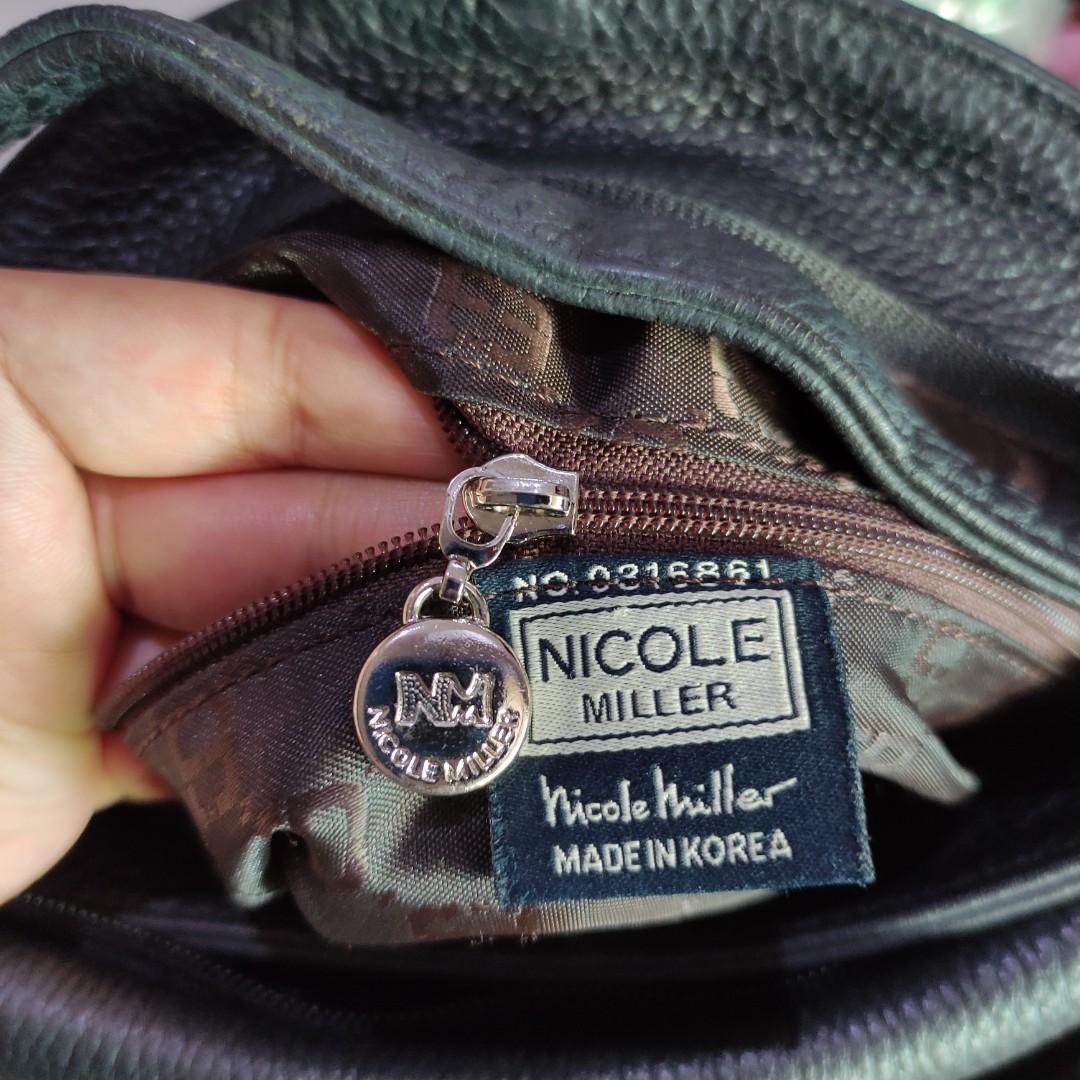 NO. 0316861
NICOLE
MILLER
Nicole Miller
MADE IN KOREA
NM
NICOLE MILLER